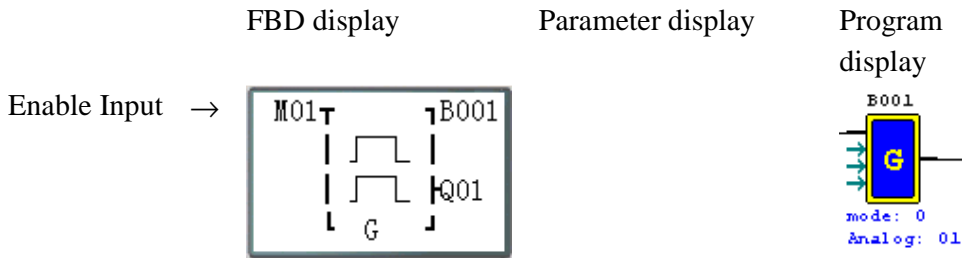 FBD display Parameter display Program
display
Enable Input →
M01 B001
Q01
G
B001
G
mode: 0
Analog: 01